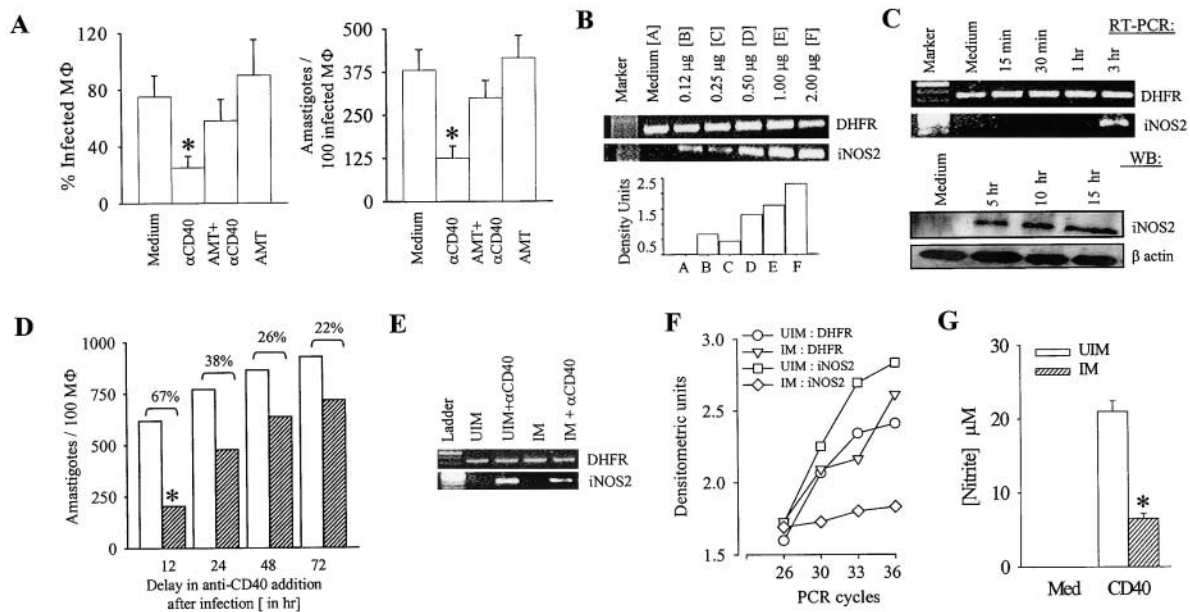 A
% Infected MΦ
120
80
40
0
Medium
αCD40
AMT+
αCD40
AMT
*
Amastigotes /
100 infected MΦ
500
375
250
125
0
Medium
αCD40
AMT+
αCD40
AMT
*
B
Marker
Medium [A]
0.12 µg [B]
0.25 µg [C]
0.50 µg [D]
1.00 µg [E]
2.00 µg [F]
DHFR
iNOS2
Density Units
2.5
1.5
0.5
A B C D E F
C
RT-PCR:
Marker
Medium
15 min
30 min
1 hr
3 hr
DHFR
iNOS2
WB:
Medium
5 hr
10 hr
15 hr
iNOS2
β actin
D
Amastigotes / 100 MΦ
1000
750
500
250
0
67%
38%
26%
22%
*
12 24 48 72
Delay in anti-CD40 addition
after infection [ in hr]
E
Ladder
UIM
UIM+αCD40
IM
IM + αCD40
DHFR
iNOS2
F
UIM : DHFR
IM : DHFR
UIM : iNOS2
IM : iNOS2
Densitometric units
3.0
2.5
2.0
1.5
26 30 33 36
PCR cycles
G
UIM
IM
[Nitrite] µM
30
20
10
0
*
Med CD40